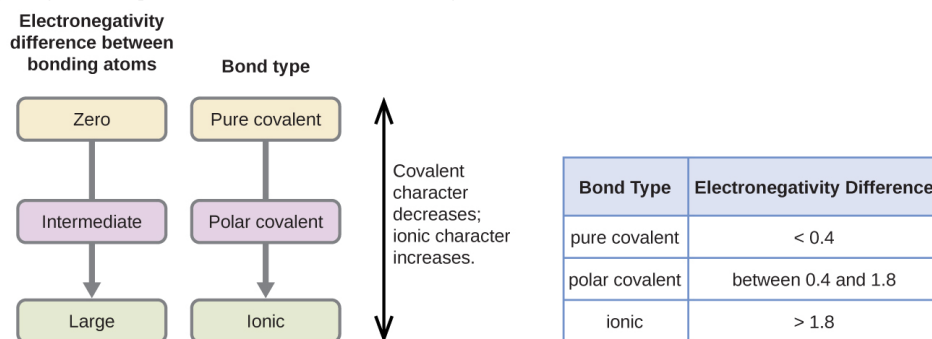 Electronegativity
difference between
bonding atoms
Bond type
Zero
Pure covalent
Intermediate
Polar covalent
Large
Ionic
Covalent
character
decreases;
ionic character
increases.
Bond Type Electronegativity Difference
pure covalent < 0.4
polar covalent between 0.4 and 1.8
ionic > 1.8